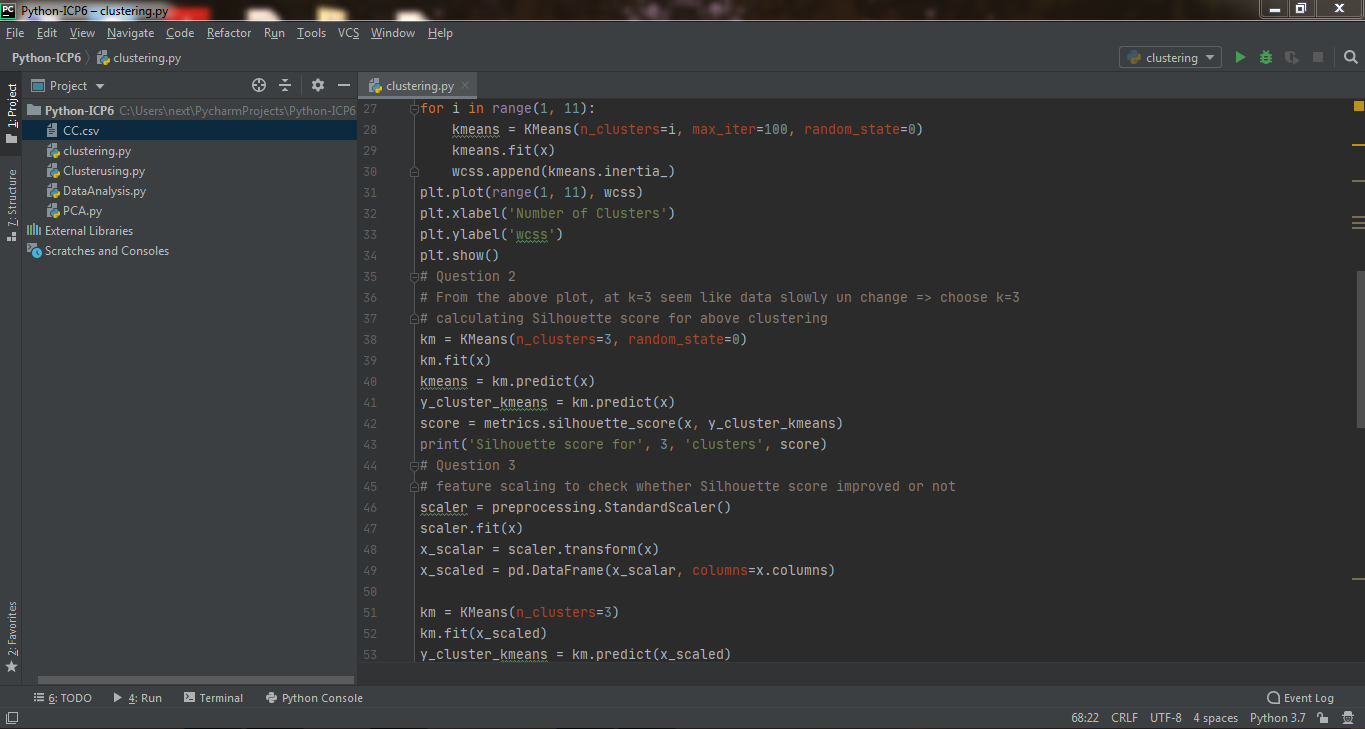 PC Python-ICP6 – clustering.py
File Edit View Navigate Code Refactor Run Tools VCS Window Help
Python-ICP6 clustering.py clustering
1: Project
7: Structure
2: Favorites
Project
Python-ICP6 C:\Users\next\PycharmProjects\Python-ICP6
CC.csv
clustering.py
Clusterusing.py
DataAnalysis.py
PCA.py
External Libraries
Scratches and Consoles
clustering.py
27 for i in range(1, 11):
28 kmeans = KMeans(n_clusters=i, max_iter=100, random_state=0)
29 kmeans.fit(x)
30 wcss.append(kmeans.inertia_)
31 plt.plot(range(1, 11), wcss)
32 plt.xlabel('Number of Clusters')
33 plt.ylabel('wcss')
34 plt.show()
35 # Question 2
36 # From the above plot, at k=3 seem like data slowly un change => choose k=3
37 # calculating Silhouette score for above clustering
38 km = KMeans(n_clusters=3, random_state=0)
39 km.fit(x)
40 kmeans = km.predict(x)
41 y_cluster_kmeans = km.predict(x)
42 score = metrics.silhouette_score(x, y_cluster_kmeans)
43 print('Silhouette score for', 3, 'clusters', score)
44 # Question 3
45 # feature scaling to check whether Silhouette score improved or not
46 scaler = preprocessing.StandardScaler()
47 scaler.fit(x)
48 x_scalar = scaler.transform(x)
49 x_scaled = pd.DataFrame(x_scalar, columns=x.columns)
50
51 km = KMeans(n_clusters=3)
52 km.fit(x_scaled)
53 y_cluster_kmeans = km.predict(x_scaled)
6: TODO 4: Run Terminal Python Console Event Log
68:22 CRLF UTF-8 4 spaces Python 3.7